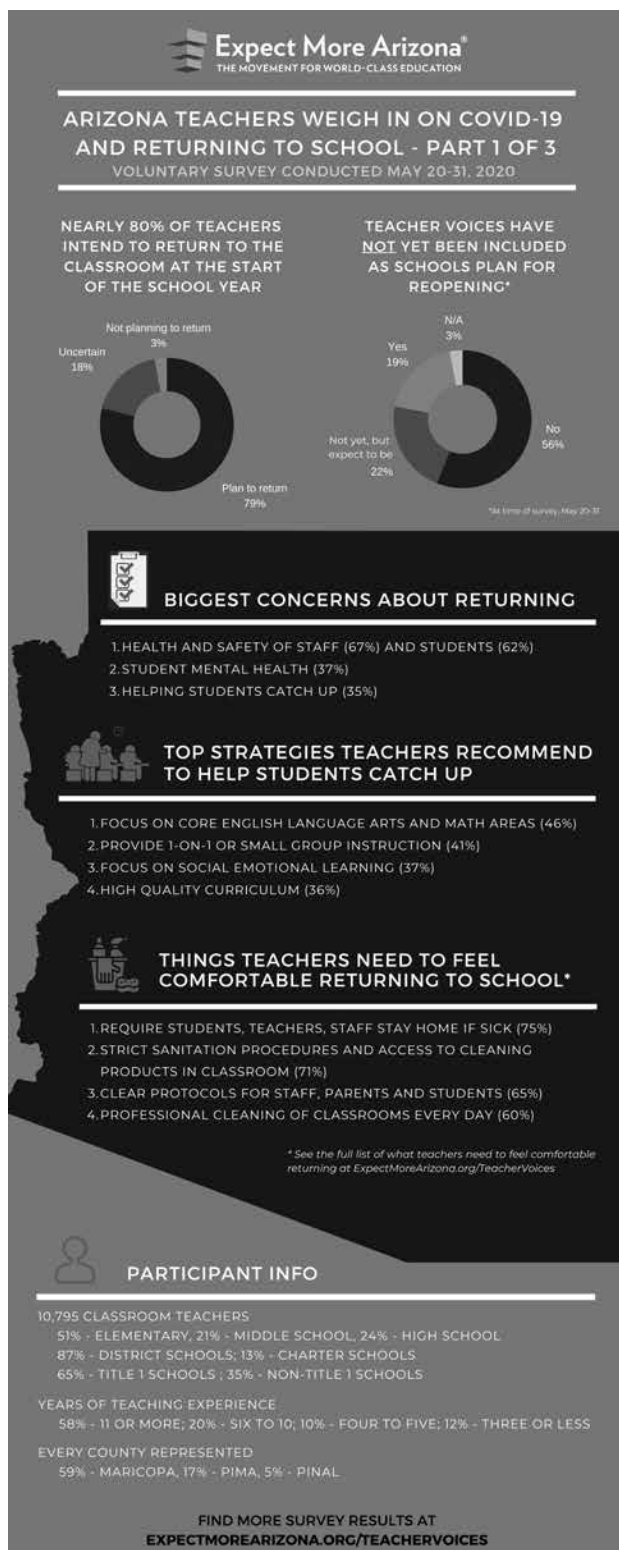 Expect More Arizona®
THE MOVEMENT FOR WORLD-CLASS EDUCATION
ARIZONA TEACHERS WEIGH IN ON COVID-19
AND RETURNING TO SCHOOL - PART 1 OF 3
VOLUNTARY SURVEY CONDUCTED MAY 20-31, 2020
NEARLY 80% OF TEACHERS
INTEND TO RETURN TO THE
CLASSROOM AT THE START
OF THE SCHOOL YEAR
Not planning to return
3%
Uncertain
18%
Plan to return
79%
TEACHER VOICES HAVE
NOT YET BEEN INCLUDED
AS SCHOOLS PLAN FOR
REOPENING*
N/A
3%
Yes
19%
No
56%
Not yet, but
expect to be
22%
*At time of survey, May 20-31
BIGGEST CONCERNS ABOUT RETURNING
1. HEALTH AND SAFETY OF STAFF (67%) AND STUDENTS (62%)
2. STUDENT MENTAL HEALTH (37%)
3. HELPING STUDENTS CATCH UP (35%)
TOP STRATEGIES TEACHERS RECOMMEND
TO HELP STUDENTS CATCH UP
1. FOCUS ON CORE ENGLISH LANGUAGE ARTS AND MATH AREAS (46%)
2. PROVIDE 1-ON-1 OR SMALL GROUP INSTRUCTION (41%)
3. FOCUS ON SOCIAL EMOTIONAL LEARNING (37%)
4. HIGH QUALITY CURRICULUM (36%)
THINGS TEACHERS NEED TO FEEL
COMFORTABLE RETURNING TO SCHOOL*
1. REQUIRE STUDENTS, TEACHERS, STAFF STAY HOME IF SICK (75%)
2. STRICT SANITATION PROCEDURES AND ACCESS TO CLEANING
PRODUCTS IN CLASSROOM (71%)
3. CLEAR PROTOCOLS FOR STAFF, PARENTS AND STUDENTS (65%)
4. PROFESSIONAL CLEANING OF CLASSROOMS EVERY DAY (60%)
* See the full list of what teachers need to feel comfortable
returning at ExpectMoreArizona.org/TeacherVoices
PARTICIPANT INFO
10,795 CLASSROOM TEACHERS
51% - ELEMENTARY, 21% - MIDDLE SCHOOL, 24% - HIGH SCHOOL
87% - DISTRICT SCHOOLS; 13% - CHARTER SCHOOLS
65% - TITLE 1 SCHOOLS ; 35% - NON-TITLE 1 SCHOOLS
YEARS OF TEACHING EXPERIENCE
58% - 11 OR MORE; 20% - SIX TO 10; 10% - FOUR TO FIVE; 12% - THREE OR LESS
EVERY COUNTY REPRESENTED
59% - MARICOPA, 17% - PIMA, 5% - PINAL
FIND MORE SURVEY RESULTS AT
EXPECTMOREARIZONA.ORG/TEACHERVOICES